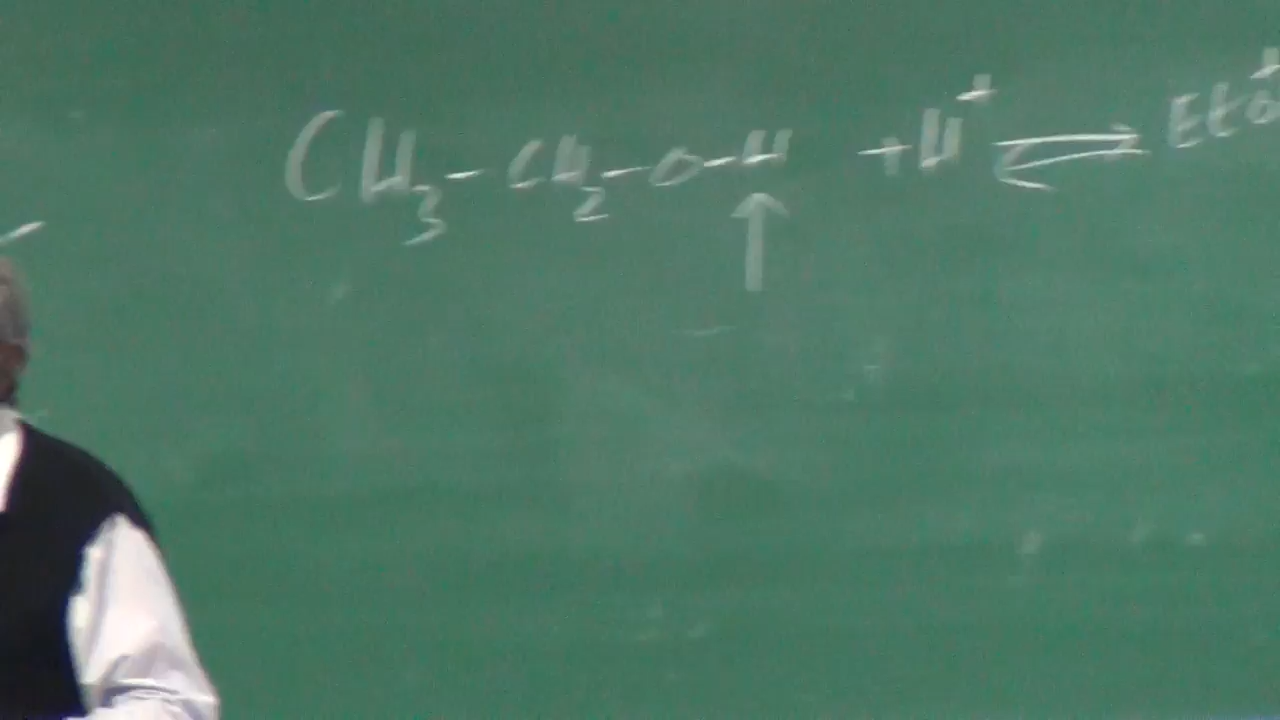 CH₃-CH₂-O-H +H⁺ ⇌ EtO⁺